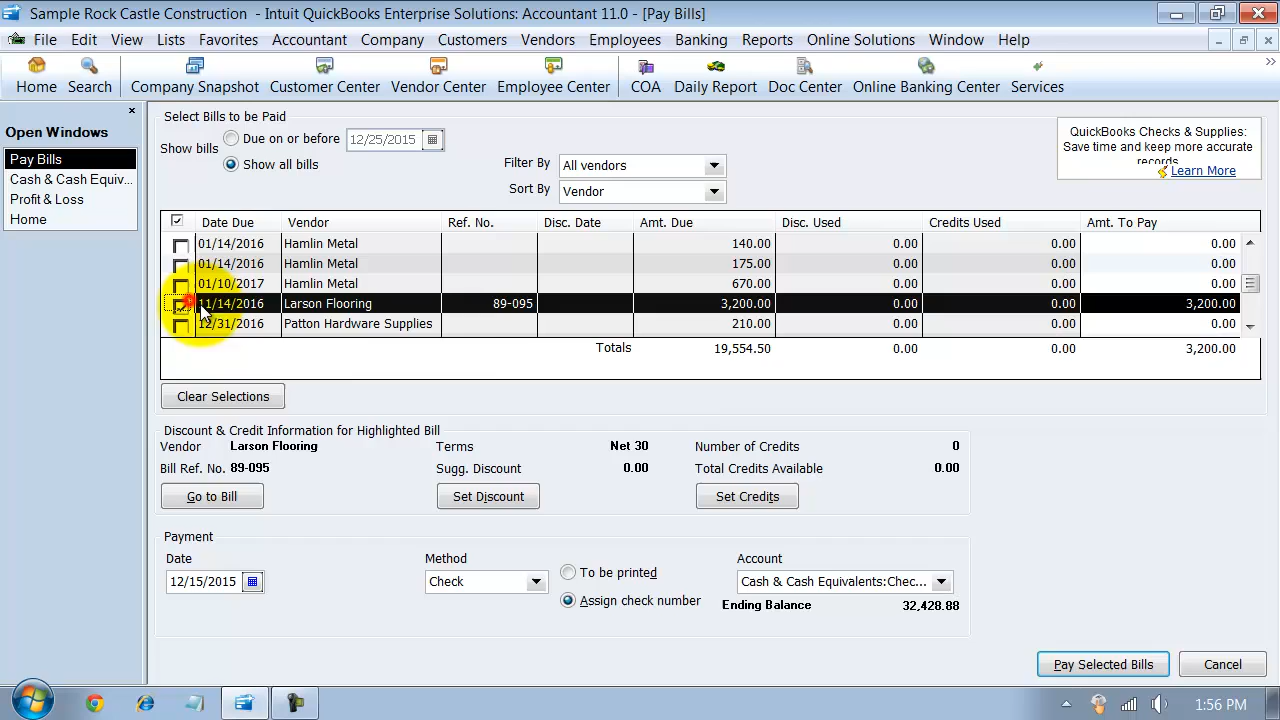 Sample Rock Castle Construction - Intuit QuickBooks Enterprise Solutions: Accountant 11.0 - [Pay Bills]
File Edit View Lists Favorites Accountant Company Customers Vendors Employees Banking Reports Online Solutions Window Help
Home Search Company Snapshot Customer Center Vendor Center Employee Center COA Daily Report Doc Center Online Banking Center Services
Open Windows
Pay Bills
Cash & Cash Equiv...
Profit & Loss
Home
Select Bills to be Paid
Show bills
Due on or before 12/25/2015
Show all bills
Filter By All vendors
Sort By Vendor
QuickBooks Checks & Supplies:
Save time and keep more accurate
records.
Learn More
Date Due Vendor Ref. No. Disc. Date Amt. Due Disc. Used Credits Used Amt. To Pay
01/14/2016 Hamlin Metal 140.00 0.00 0.00 0.00
01/14/2016 Hamlin Metal 175.00 0.00 0.00 0.00
01/10/2017 Hamlin Metal 670.00 0.00 0.00 0.00
11/14/2016 Larson Flooring 89-095 3,200.00 0.00 0.00 3,200.00
12/31/2016 Patton Hardware Supplies 210.00 0.00 0.00 0.00
Totals 19,554.50 0.00 0.00 3,200.00
Clear Selections
Discount & Credit Information for Highlighted Bill
Vendor Larson Flooring Terms Net 30 Number of Credits 0
Bill Ref. No. 89-095 Sugg. Discount 0.00 Total Credits Available 0.00
Go to Bill Set Discount Set Credits
Payment
Date Method Account
12/15/2015 Check To be printed Cash & Cash Equivalents:Chec...
Assign check number Ending Balance 32,428.88
Pay Selected Bills Cancel
1:56 PM